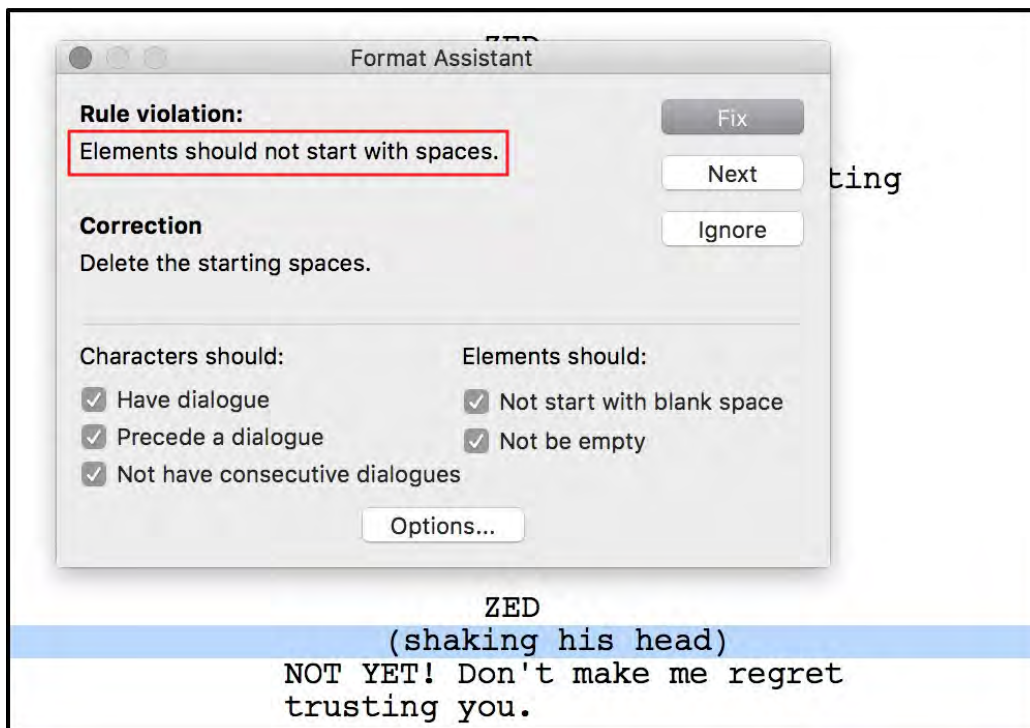 ZED
Format Assistant
Rule violation:
Elements should not start with spaces.
Fix
Next
ting
Correction
Delete the starting spaces.
Ignore
Characters should:
Have dialogue
Precede a dialogue
Not have consecutive dialogues
Elements should:
Not start with blank space
Not be empty
Options...
ZED
(shaking his head)
NOT YET! Don't make me regret
trusting you.